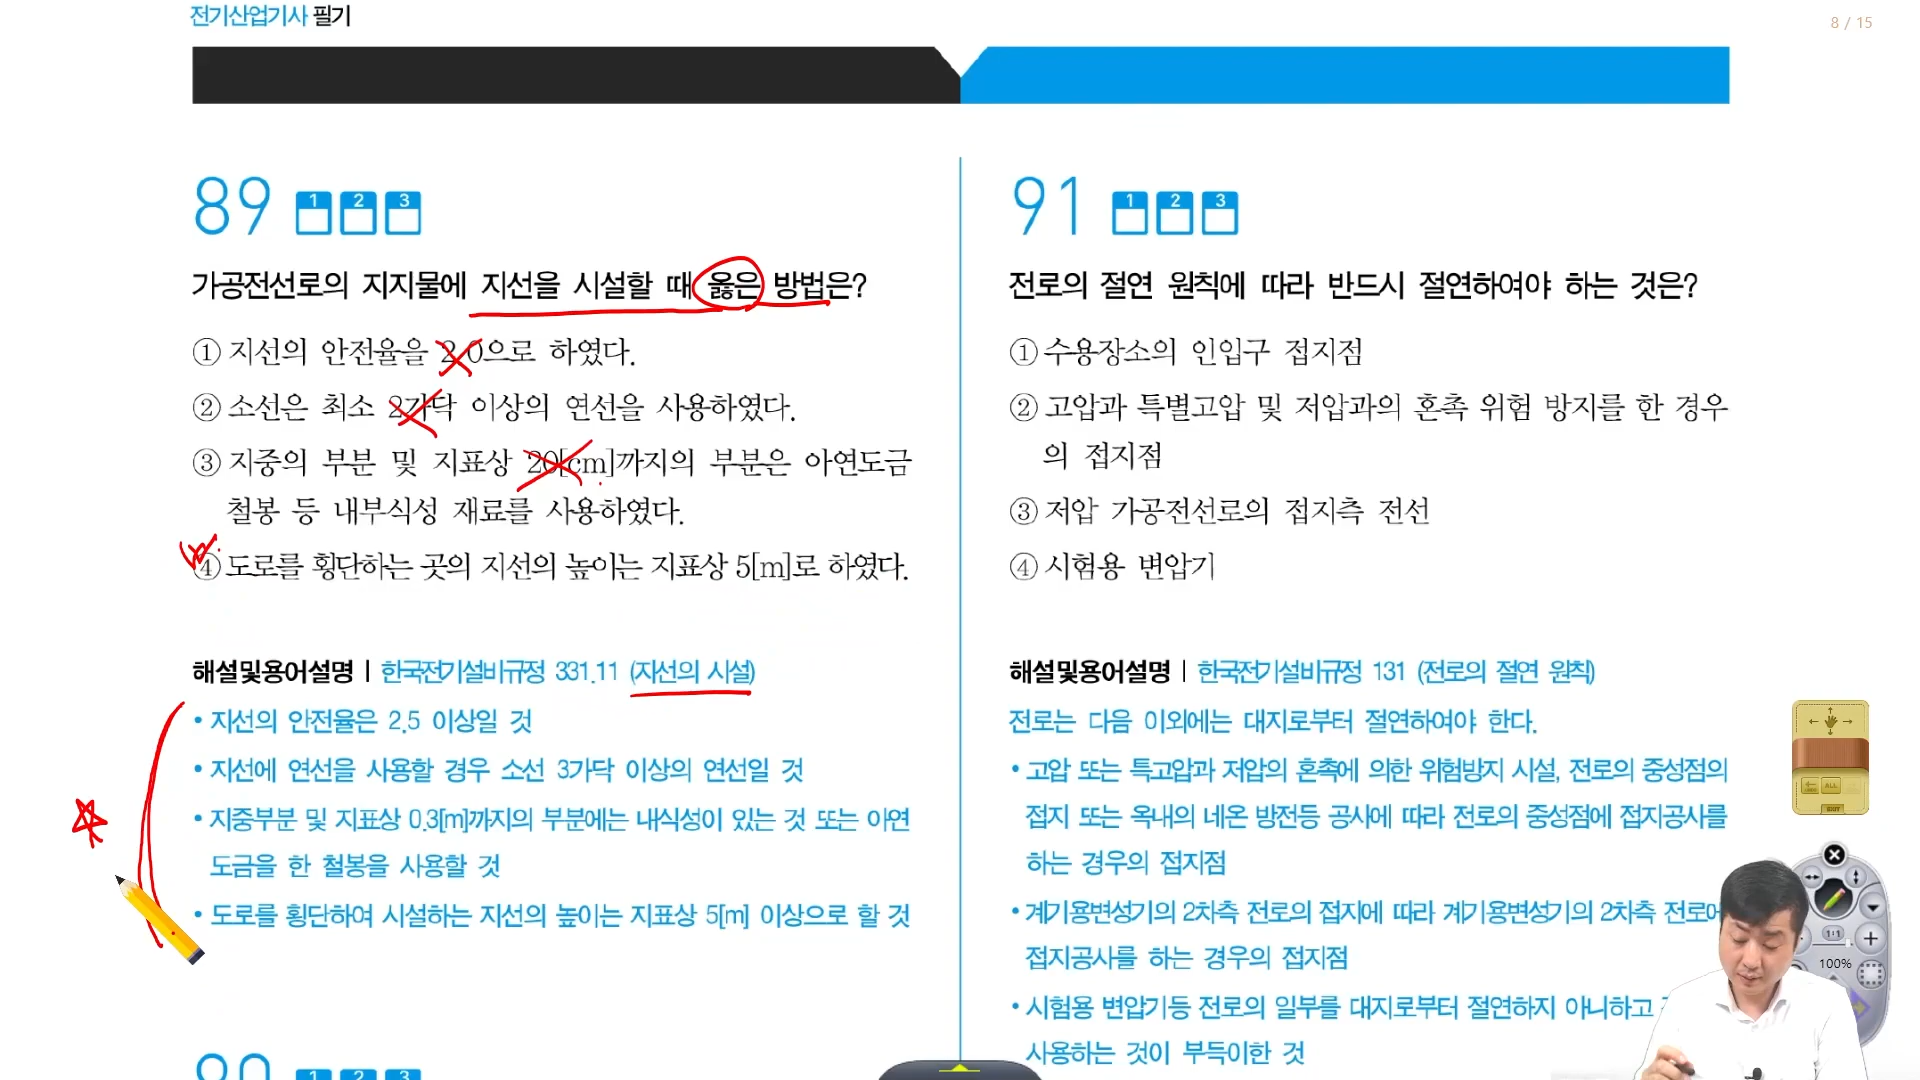 전기산업기사 필기
8 / 15
89 1 2 3
가공전선로의 지지물에 지선을 시설할 때 옳은 방법은?
① 지선의 안전율을 2.0으로 하였다.
② 소선은 최소 2가닥 이상의 연선을 사용하였다.
③ 지중의 부분 및 지표상 20[cm]까지의 부분은 아연도금
철봉 등 내부식성 재료를 사용하였다.
④ 도로를 횡단하는 곳의 지선의 높이는 지표상 5[m]로 하였다.
해설및용어설명 | 한국전기설비규정 331.11 (지선의 시설)
• 지선의 안전율은 2.5 이상일 것
• 지선에 연선을 사용할 경우 소선 3가닥 이상의 연선일 것
• 지중부분 및 지표상 0.3[m]까지의 부분에는 내식성이 있는 것 또는 아연
도금을 한 철봉을 사용할 것
• 도로를 횡단하여 시설하는 지선의 높이는 지표상 5[m] 이상으로 할 것
90 1 2 3
91 1 2 3
전로의 절연 원칙에 따라 반드시 절연하여야 하는 것은?
① 수용장소의 인입구 접지점
② 고압과 특별고압 및 저압과의 혼촉 위험 방지를 한 경우
의 접지점
③ 저압 가공전선로의 접지측 전선
④ 시험용 변압기
해설및용어설명 | 한국전기설비규정 131 (전로의 절연 원칙)
전로는 다음 이외에는 대지로부터 절연하여야 한다.
• 고압 또는 특고압과 저압의 혼촉에 의한 위험방지 시설, 전로의 중성점의
접지 또는 옥내의 네온 방전등 공사에 따라 전로의 중성점에 접지공사를
하는 경우의 접지점
• 계기용변성기의 2차측 전로의 접지에 따라 계기용변성기의 2차측 전로에
접지공사를 하는 경우의 접지점
• 시험용 변압기등 전로의 일부를 대지로부터 절연하지 아니하고
사용하는 것이 부득이한 것
ALL
EXIT
1:1
100%